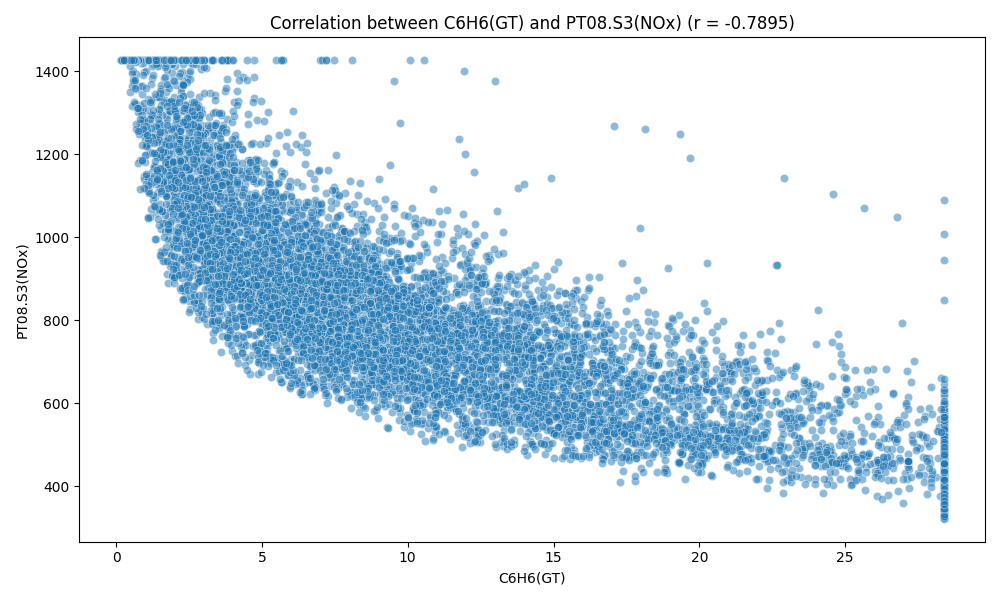 Correlation between C6H6(GT) and PT08.S3(NOx) (r = -0.7895)
PT08.S3(NOx)
1400
1200
1000
800
600
400
0 5 10 15 20 25
C6H6(GT)